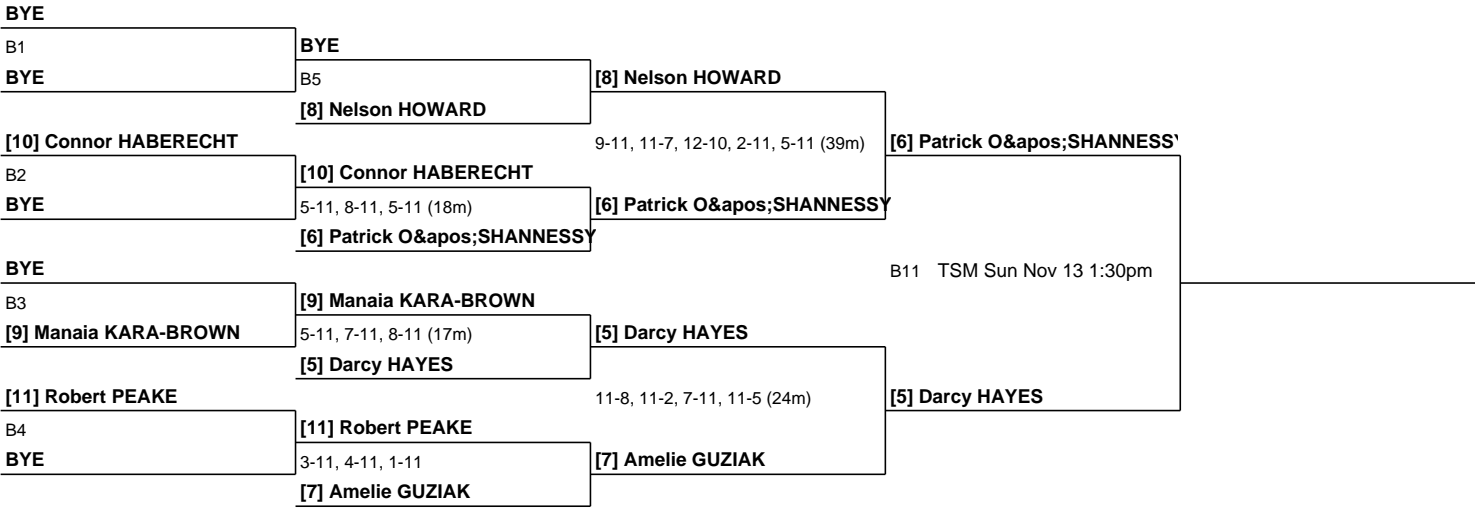 BYE
B1
BYE
BYE
B5
[8] Nelson HOWARD
[8] Nelson HOWARD
9-11, 11-7, 12-10, 2-11, 5-11 (39m)
[6] Patrick O&apos;SHANNESSY
[10] Connor HABERECHT
B2
BYE
[10] Connor HABERECHT
5-11, 8-11, 5-11 (18m)
[6] Patrick O&apos;SHANNESSY
[6] Patrick O&apos;SHANNESSY
B11 TSM Sun Nov 13 1:30pm
BYE
B3
[9] Manaia KARA-BROWN
[9] Manaia KARA-BROWN
5-11, 7-11, 8-11 (17m)
[5] Darcy HAYES
[5] Darcy HAYES
11-8, 11-2, 7-11, 11-5 (24m)
[5] Darcy HAYES
[11] Robert PEAKE
B4
BYE
[11] Robert PEAKE
3-11, 4-11, 1-11
[7] Amelie GUZIAK
[7] Amelie GUZIAK